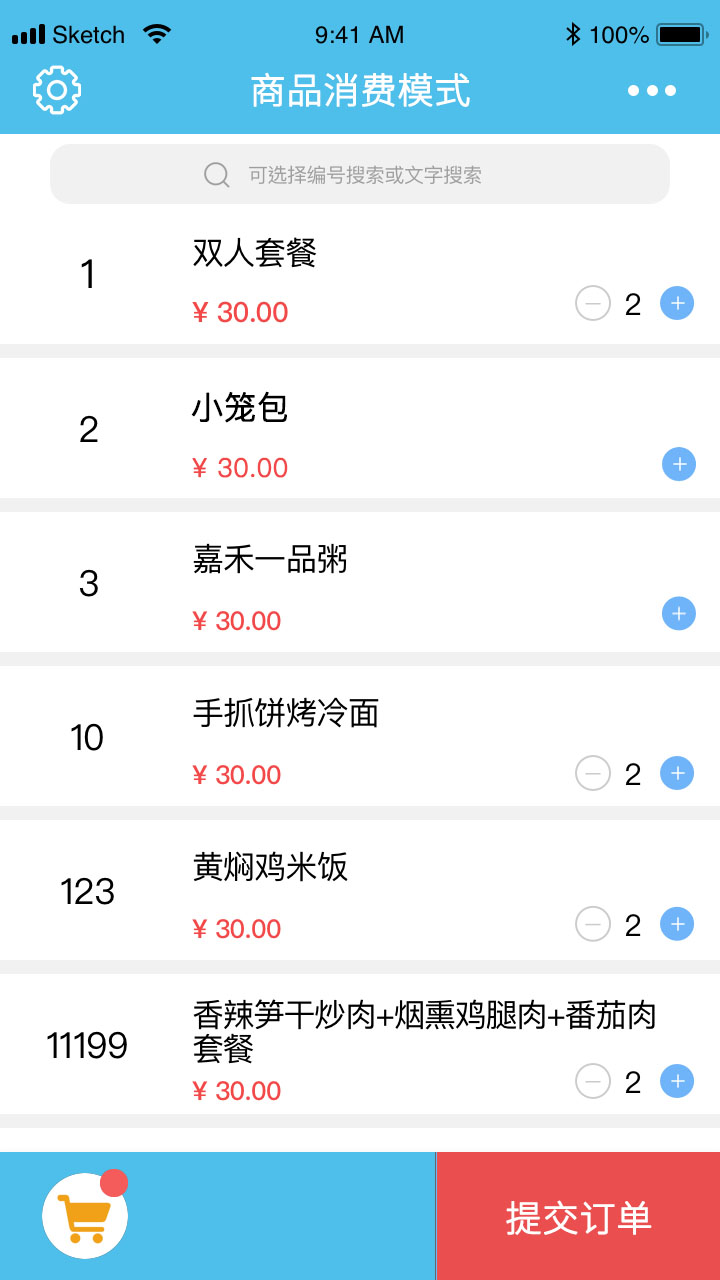 Sketch 9:41 AM 100%
商品消费模式
可选择编号搜索或文字搜索
双人套餐
1
¥ 30.00 2
小笼包
2
¥ 30.00
嘉禾一品粥
3
¥ 30.00
手抓饼烤冷面
10
¥ 30.00 2
黄焖鸡米饭
123
¥ 30.00 2
香辣笋干炒肉+烟熏鸡腿肉+番茄肉
11199
套餐
¥ 30.00 2
提交订单